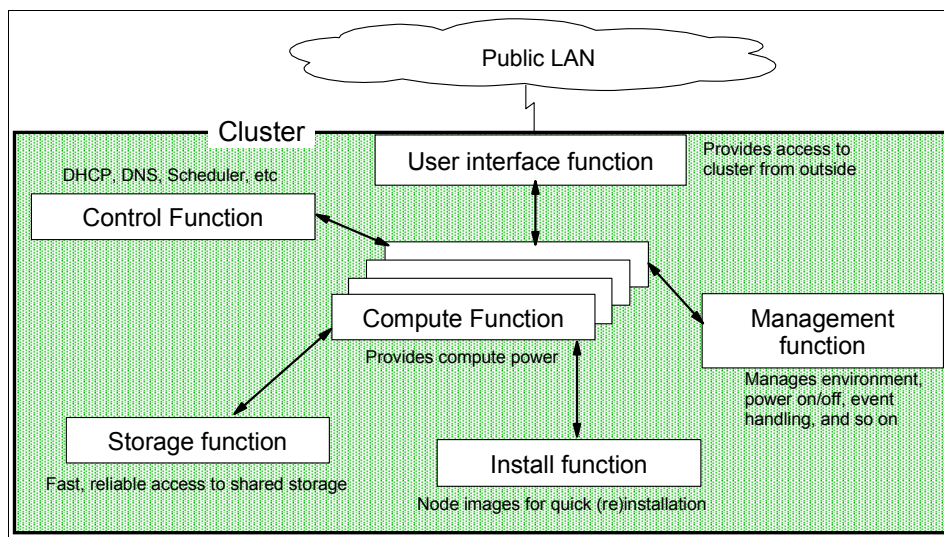 Public LAN
Cluster
User interface function
Provides access to
cluster from outside
DHCP, DNS, Scheduler, etc
Control Function
Compute Function
Provides compute power
Management
function
Manages environment,
power on/off, event
handling, and so on
Storage function
Fast, reliable access to shared storage
Install function
Node images for quick (re)installation